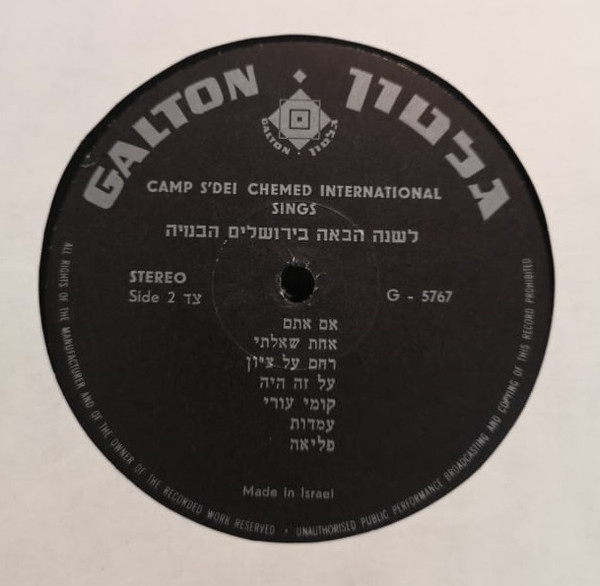 GALTON • גלטון
GALTON • גלטון
CAMP S'DEI CHEMED INTERNATIONAL
SINGS
לשנה הבאה בירושלים הבנויה
STEREO
Side 2 צד
G - 5767
אם אתם
אחת שאלתי
רחם על ציון
על זה היה
קומי עורי
עמדות
פליאה
Made In Israel
ALL RIGHTS OF THE MANUFACTURER AND OF THE OWNER OF THE RECORDED WORK RESERVED • UNAUTHORISED PUBLIC PERFORMANCE BROADCASTING AND COPYING OF THIS RECORD PROHIBITED